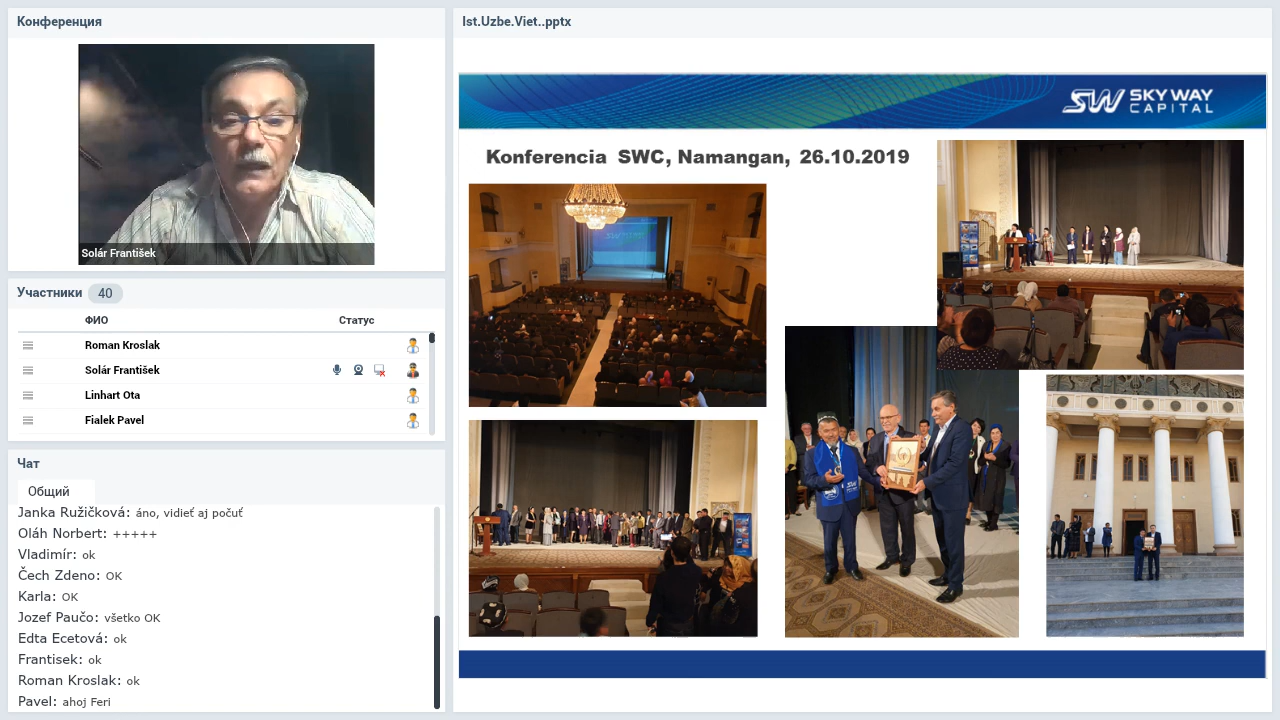 Конференция
Solár František
Участники 40
ФИО Статус
Roman Kroslak
Solár František
Linhart Ota
Fialek Pavel
Чат
Общий
Janka Ružičková: áno, vidieť aj počuť
Oláh Norbert: +++++
Vladimír: ok
Čech Zdeno: OK
Karla: OK
Jozef Paučo: všetko OK
Edta Ecetová: ok
Frantisek: ok
Roman Kroslak: ok
Pavel: ahoj Feri
Ist.Uzbe.Viet..pptx
SW SKY WAY
CAPITAL
Konferencia SWC, Namangan, 26.10.2019